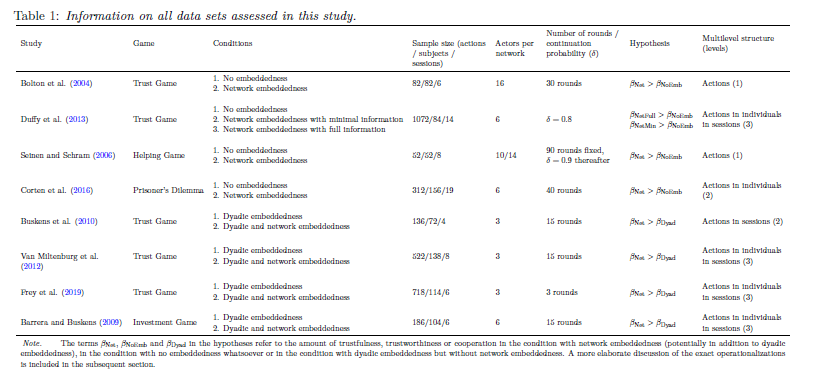 Table 1: Information on all data sets assessed in this study.
Study Game Conditions Sample size (actions / subjects / sessions) Actors per network Number of rounds / continuation probability (δ) Hypothesis Multilevel structure (levels)
Bolton et al. (2004) Trust Game 1. No embeddedness 82/82/6 16 30 rounds βNet > βNoEmb Actions (1)
2. Network embeddedness
Duffy et al. (2013) Trust Game 1. No embeddedness 1072/84/14 6 δ = 0.8 βNetFull > βNoEmb Actions in individuals
2. Network embeddedness with minimal information βNetMin > βNoEmb in sessions (3)
3. Network embeddedness with full information
Seinen and Schram (2006) Helping Game 1. No embeddedness 52/52/8 10/14 90 rounds fixed, βNet > βNoEmb Actions (1)
2. Network embeddedness δ = 0.9 thereafter
Corten et al. (2016) Prisoner's Dilemma 1. No embeddedness 312/156/19 6 40 rounds βNet > βNoEmb Actions in individuals
2. Network embeddedness (2)
Buskens et al. (2010) Trust Game 1. Dyadic embeddedness 136/72/4 3 15 rounds βNet > βDyad Actions in sessions (2)
2. Dyadic and network embeddedness
Van Miltenburg et al. (2012) Trust Game 1. Dyadic embeddedness 522/138/8 3 15 rounds βNet > βDyad Actions in individuals
2. Dyadic and network embeddedness in sessions (3)
Frey et al. (2019) Trust Game 1. Dyadic embeddedness 718/114/6 3 3 rounds βNet > βDyad Actions in individuals
2. Dyadic and network embeddedness in sessions (3)
Barrera and Buskens (2009) Investment Game 1. Dyadic embeddedness 186/104/6 6 15 rounds βNet > βDyad Actions in individuals
2. Dyadic and network embeddedness in sessions (3)
Note. The terms βNet, βNoEmb and βDyad in the hypotheses refer to the amount of trustfulness, trustworthiness or cooperation in the condition with network embeddedness (potentially in addition to dyadic
embeddedness), in the condition with no embeddedness whatsoever or in the condition with dyadic embeddedness but without network embeddedness. A more elaborate discussion of the exact operationalizations
is included in the subsequent section.